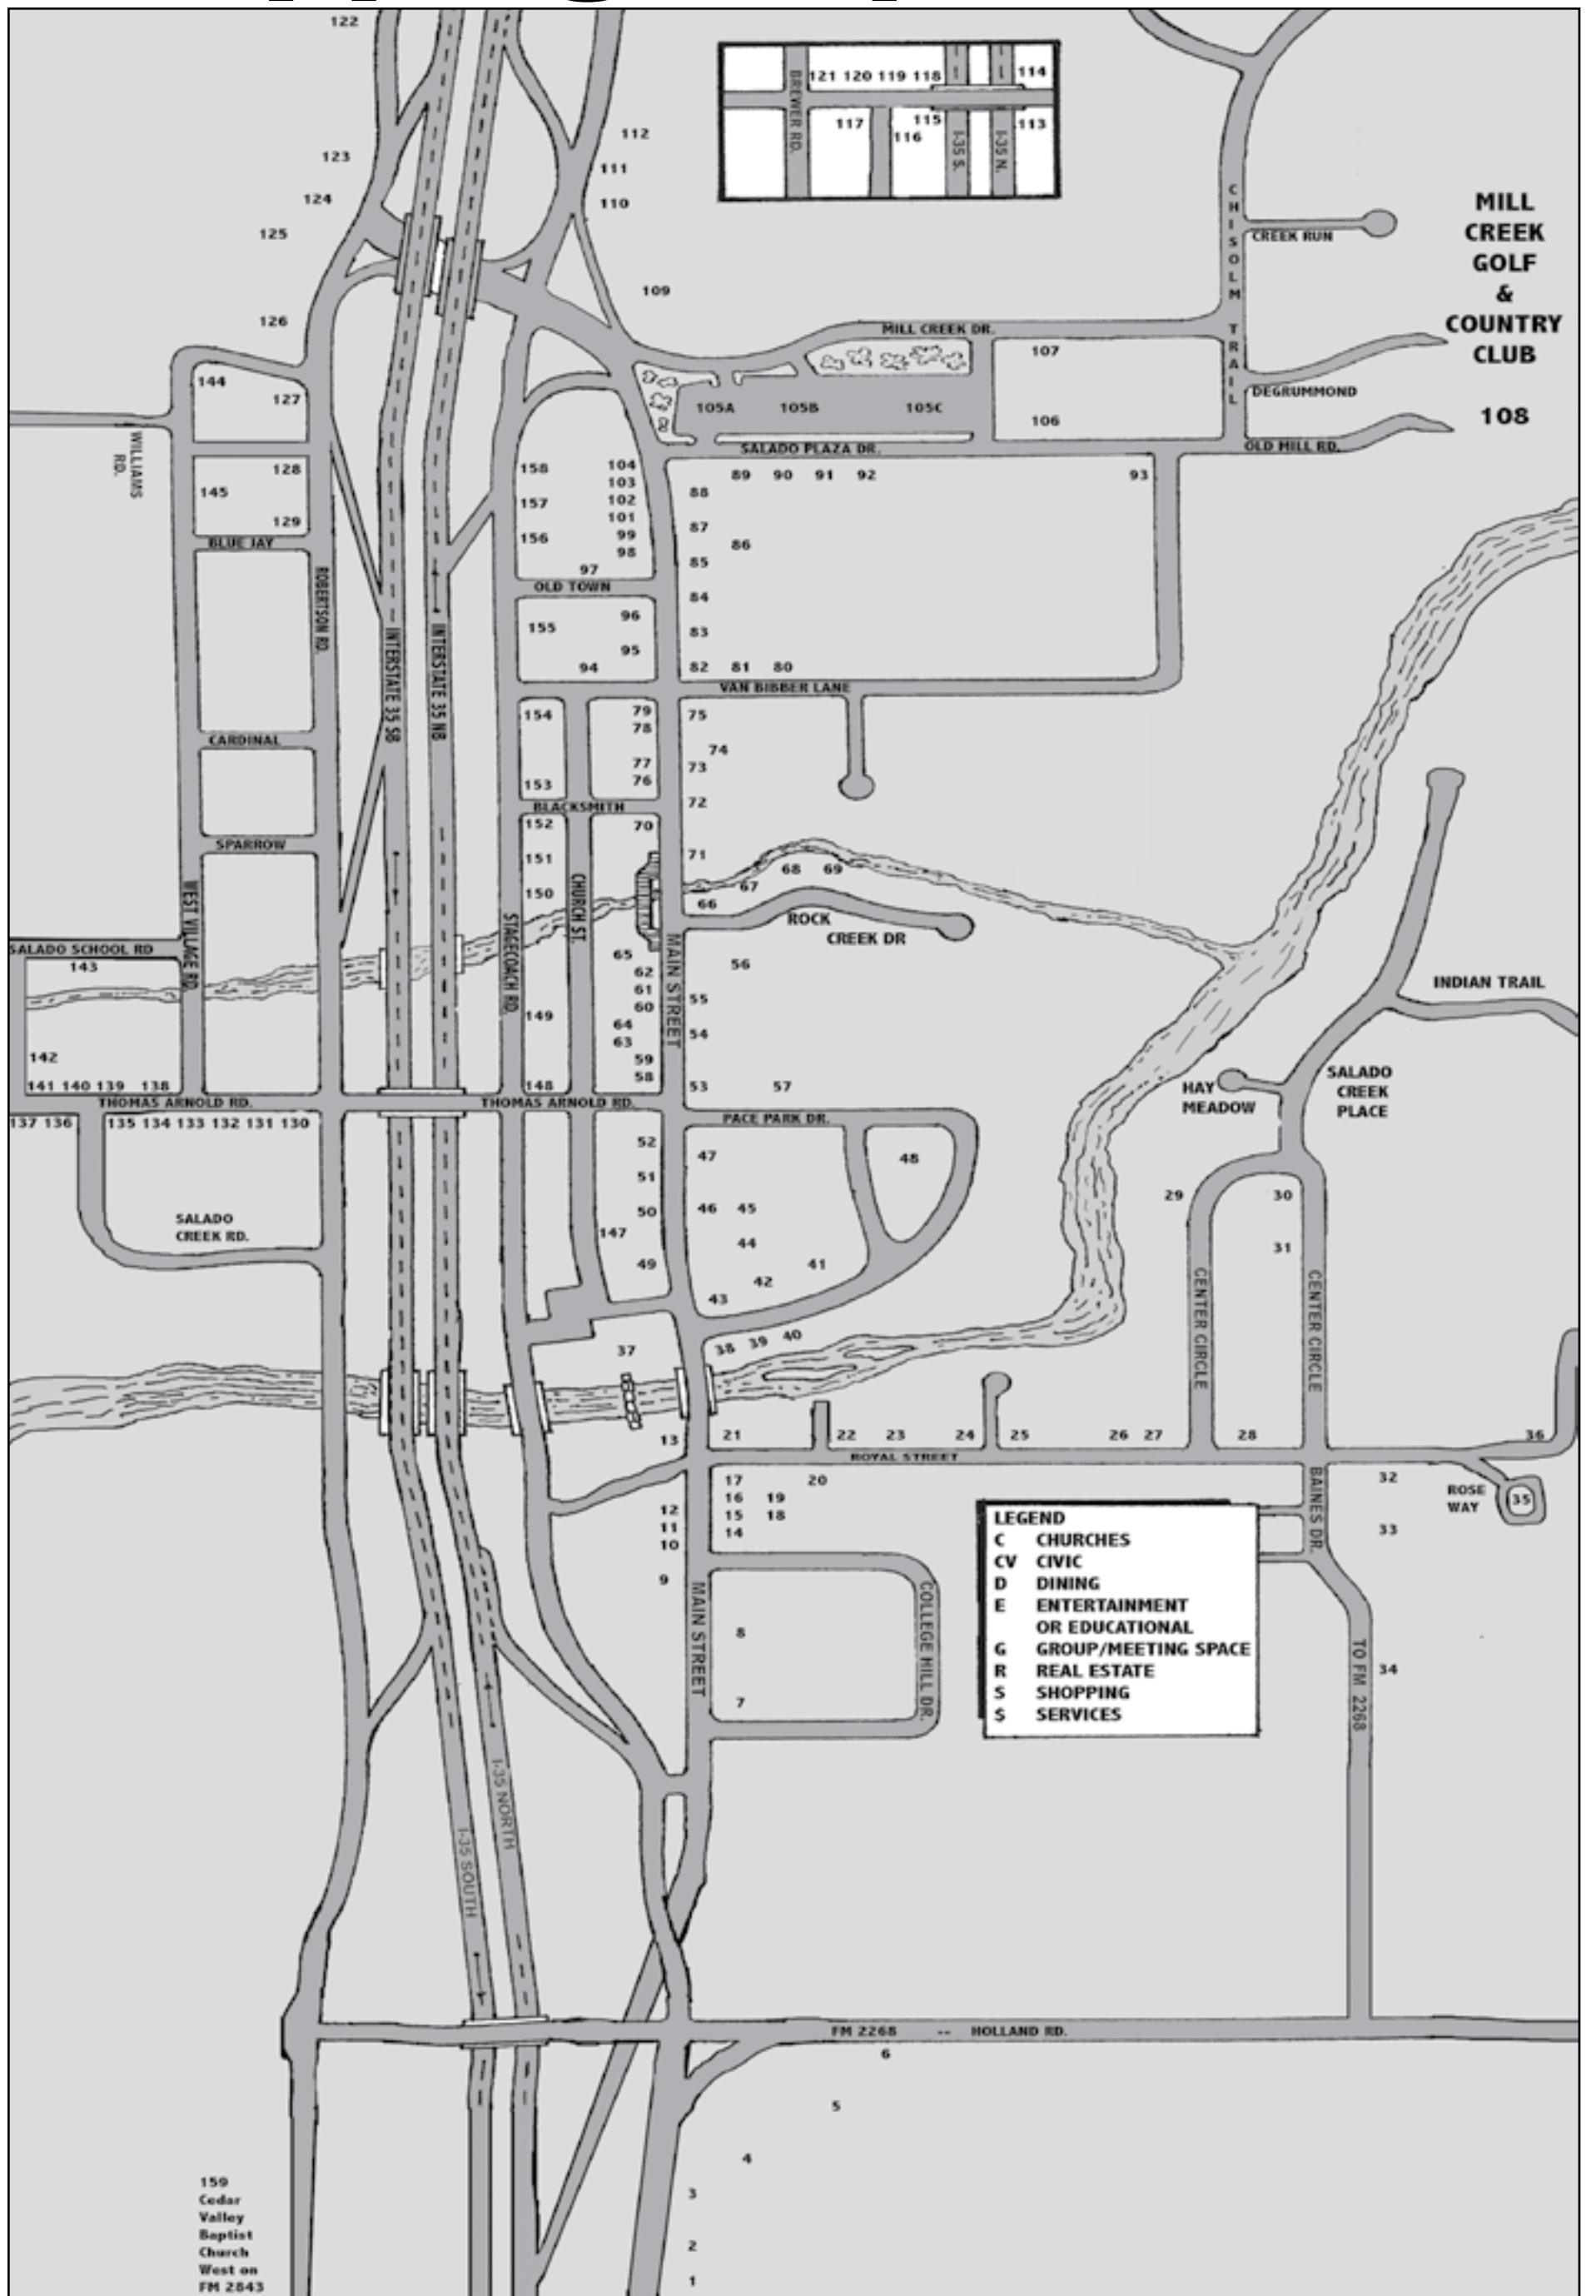 122
BREWER RD.
121 120 119 118
114
117
115
116
113
I-35 S.
I-35 N.
112
123
111
124
110
125
CHISOLM TRAIL
CREEK RUN
MILL
CREEK
GOLF
&
COUNTRY
CLUB
108
109
126
MILL CREEK DR.
107
144
127
DEGRUMMOND
105A
105B
105C
106
WILLIAMS
RD.
SALADO PLAZA DR.
OLD MILL RD.
128
145
129
BLUE JAY
158
157
156
104
103
102
101
99
98
97
88
89 90 91 92
93
87
86
85
OLD TOWN
84
ROBERTSON RD.
INTERSTATE 35 SB
INTERSTATE 35 NB
155
96
95
94
83
82 81 80
VAN BIBBER LANE
154
79
78
77
76
75
74
73
72
153
CARDINAL
BLACKSMITH
SPARROW
152
151
150
70
71
68 69
67
66
ROCK
CREEK DR
CHURCH ST.
WEST VILLAGE RD.
STAGECOACH RD.
MAIN STREET
SALADO SCHOOL RD
143
65
62
61
60
64
63
59
58
56
55
54
53
57
INDIAN TRAIL
149
148
142
141 140 139 138
THOMAS ARNOLD RD.
THOMAS ARNOLD RD.
HAY
MEADOW
SALADO
CREEK
PLACE
137 136
135 134 133 132 131 130
PACE PARK DR.
52
51
50
147
49
47
48
46 45
44
41
42
43
29
30
31
SALADO
CREEK RD.
CENTER CIRCLE
CENTER CIRCLE
37
38 39 40
13
21
22 23 24 25 26 27 28
36
ROYAL STREET
17
16
15
14
19
18
20
12
11
10
9
BAINES DR.
32
ROSE
WAY
35
33
LEGEND
C CHURCHES
CV CIVIC
D DINING
E ENTERTAINMENT
OR EDUCATIONAL
G GROUP/MEETING SPACE
R REAL ESTATE
S SHOPPING
$ SERVICES
MAIN STREET
8
7
COLLEGE HILL DR.
TO FM 2268
34
I-35 NORTH
I-35 SOUTH
FM 2268 -- HOLLAND RD.
6
5
4
3
2
1
159
Cedar
Valley
Baptist
Church
West on
FM 2843